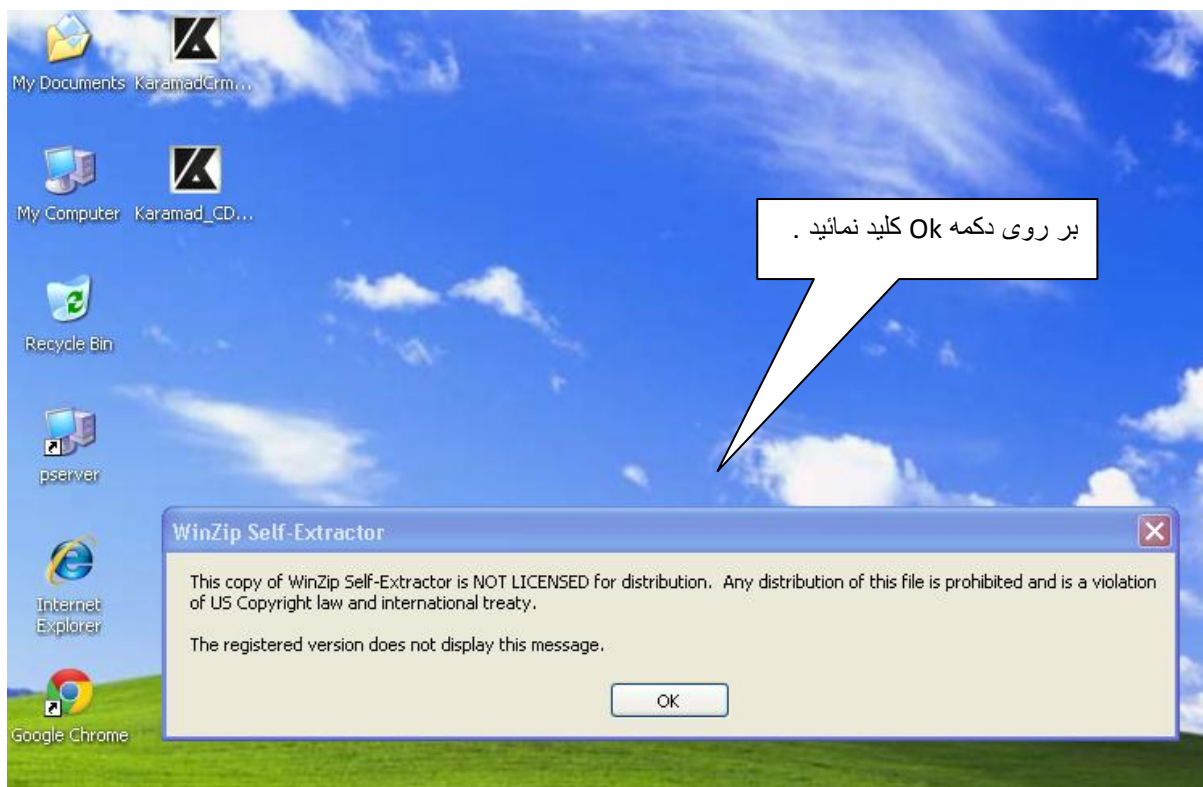 My Documents KaramadCrm...
My Computer Karamad_CD...
بر روی دکمه Ok کلید نمائید .
Recycle Bin
pserver
WinZip Self-Extractor
This copy of WinZip Self-Extractor is NOT LICENSED for distribution. Any distribution of this file is prohibited and is a violation
of US Copyright law and international treaty.
The registered version does not display this message.
OK
Internet
Explorer
Google Chrome